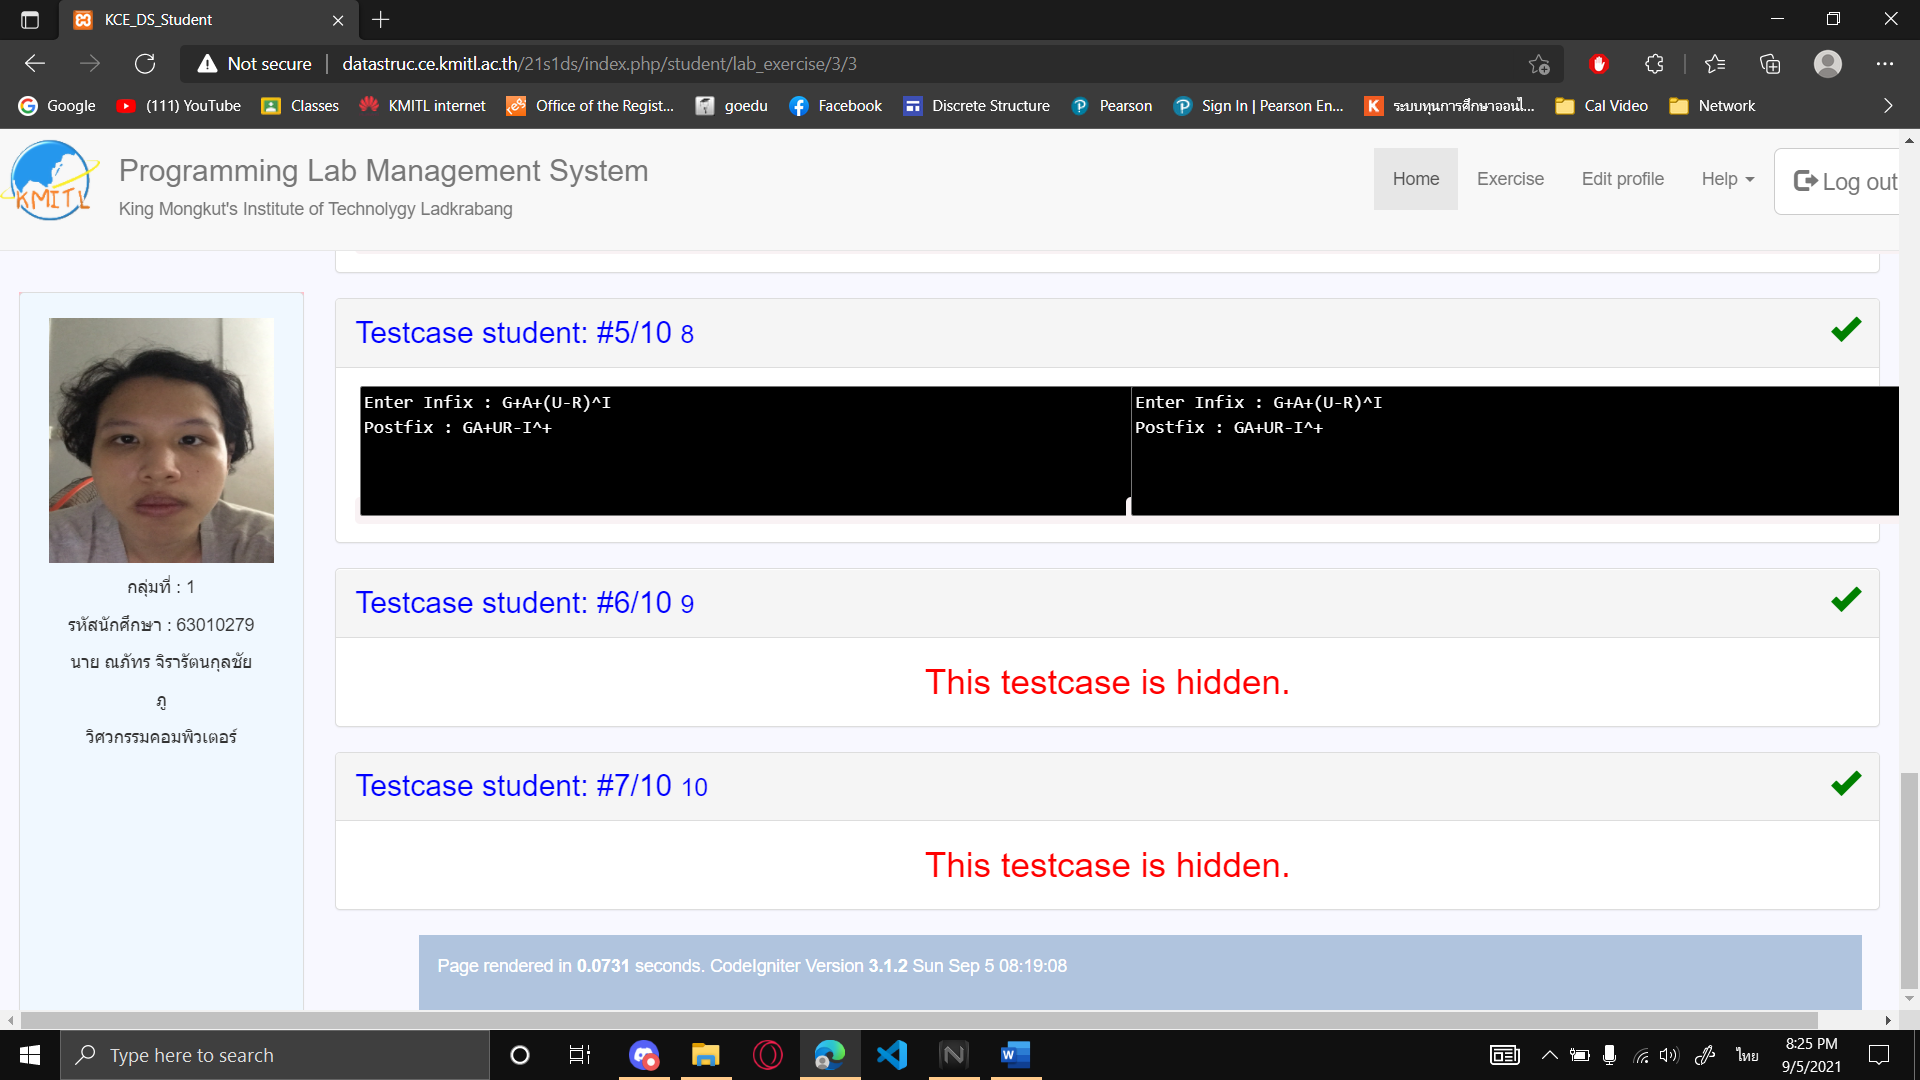 KCE_DS_Student
Not secure | datastruc.ce.kmitl.ac.th/21s1ds/index.php/student/lab_exercise/3/3
Google (111) YouTube Classes KMITL internet Office of the Regist... goedu Facebook Discrete Structure Pearson Sign In | Pearson En... ระบบทุนการศึกษาออนไ... Cal Video Network
Programming Lab Management System
King Mongkut's Institute of Technolygy Ladkrabang
Home Exercise Edit profile Help Log out
KMITL
กลุ่มที่ : 1
รหัสนักศึกษา : 63010279
นาย ณภัทร จิรารัตนกุลชัย
ภู
วิศวกรรมคอมพิวเตอร์
Testcase student: #5/10 8
Enter Infix : G+A+(U-R)^I
Postfix : GA+UR-I^+
Enter Infix : G+A+(U-R)^I
Postfix : GA+UR-I^+
Testcase student: #6/10 9
This testcase is hidden.
Testcase student: #7/10 10
This testcase is hidden.
Page rendered in 0.0731 seconds. CodeIgniter Version 3.1.2 Sun Sep 5 08:19:08
Type here to search
ไทย
8:25 PM
9/5/2021